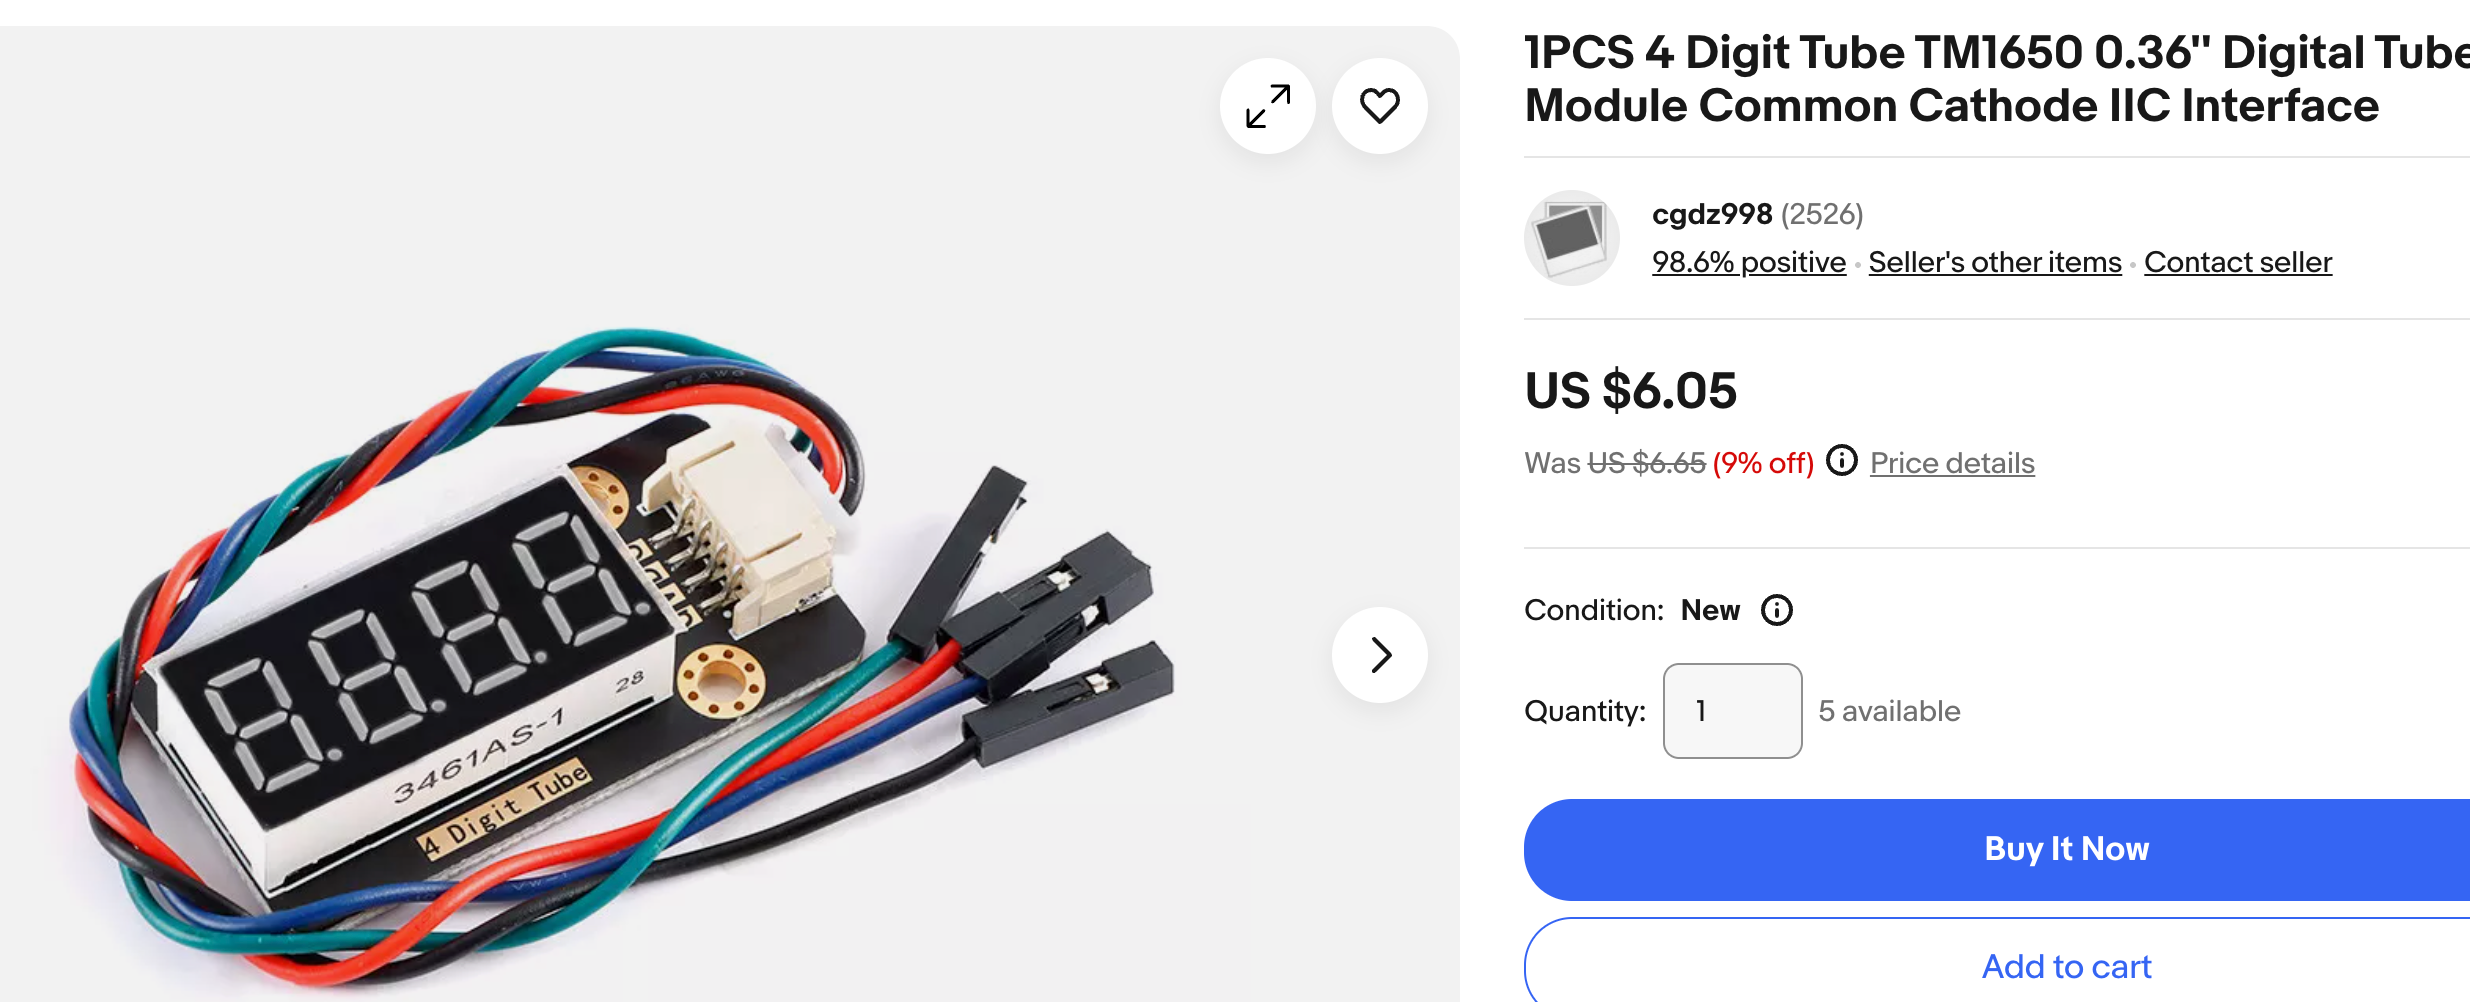 1PCS 4 Digit Tube TM1650 0.36" Digital Tube
Module Common Cathode IIC Interface
cgdz998 (2526)
98.6% positive · Seller's other items · Contact seller
US $6.05
Was US $6.65 (9% off) Price details
Condition: New
Quantity: 1 5 available
Buy It Now
Add to cart
28
3461AS-1
4 Digit Tube